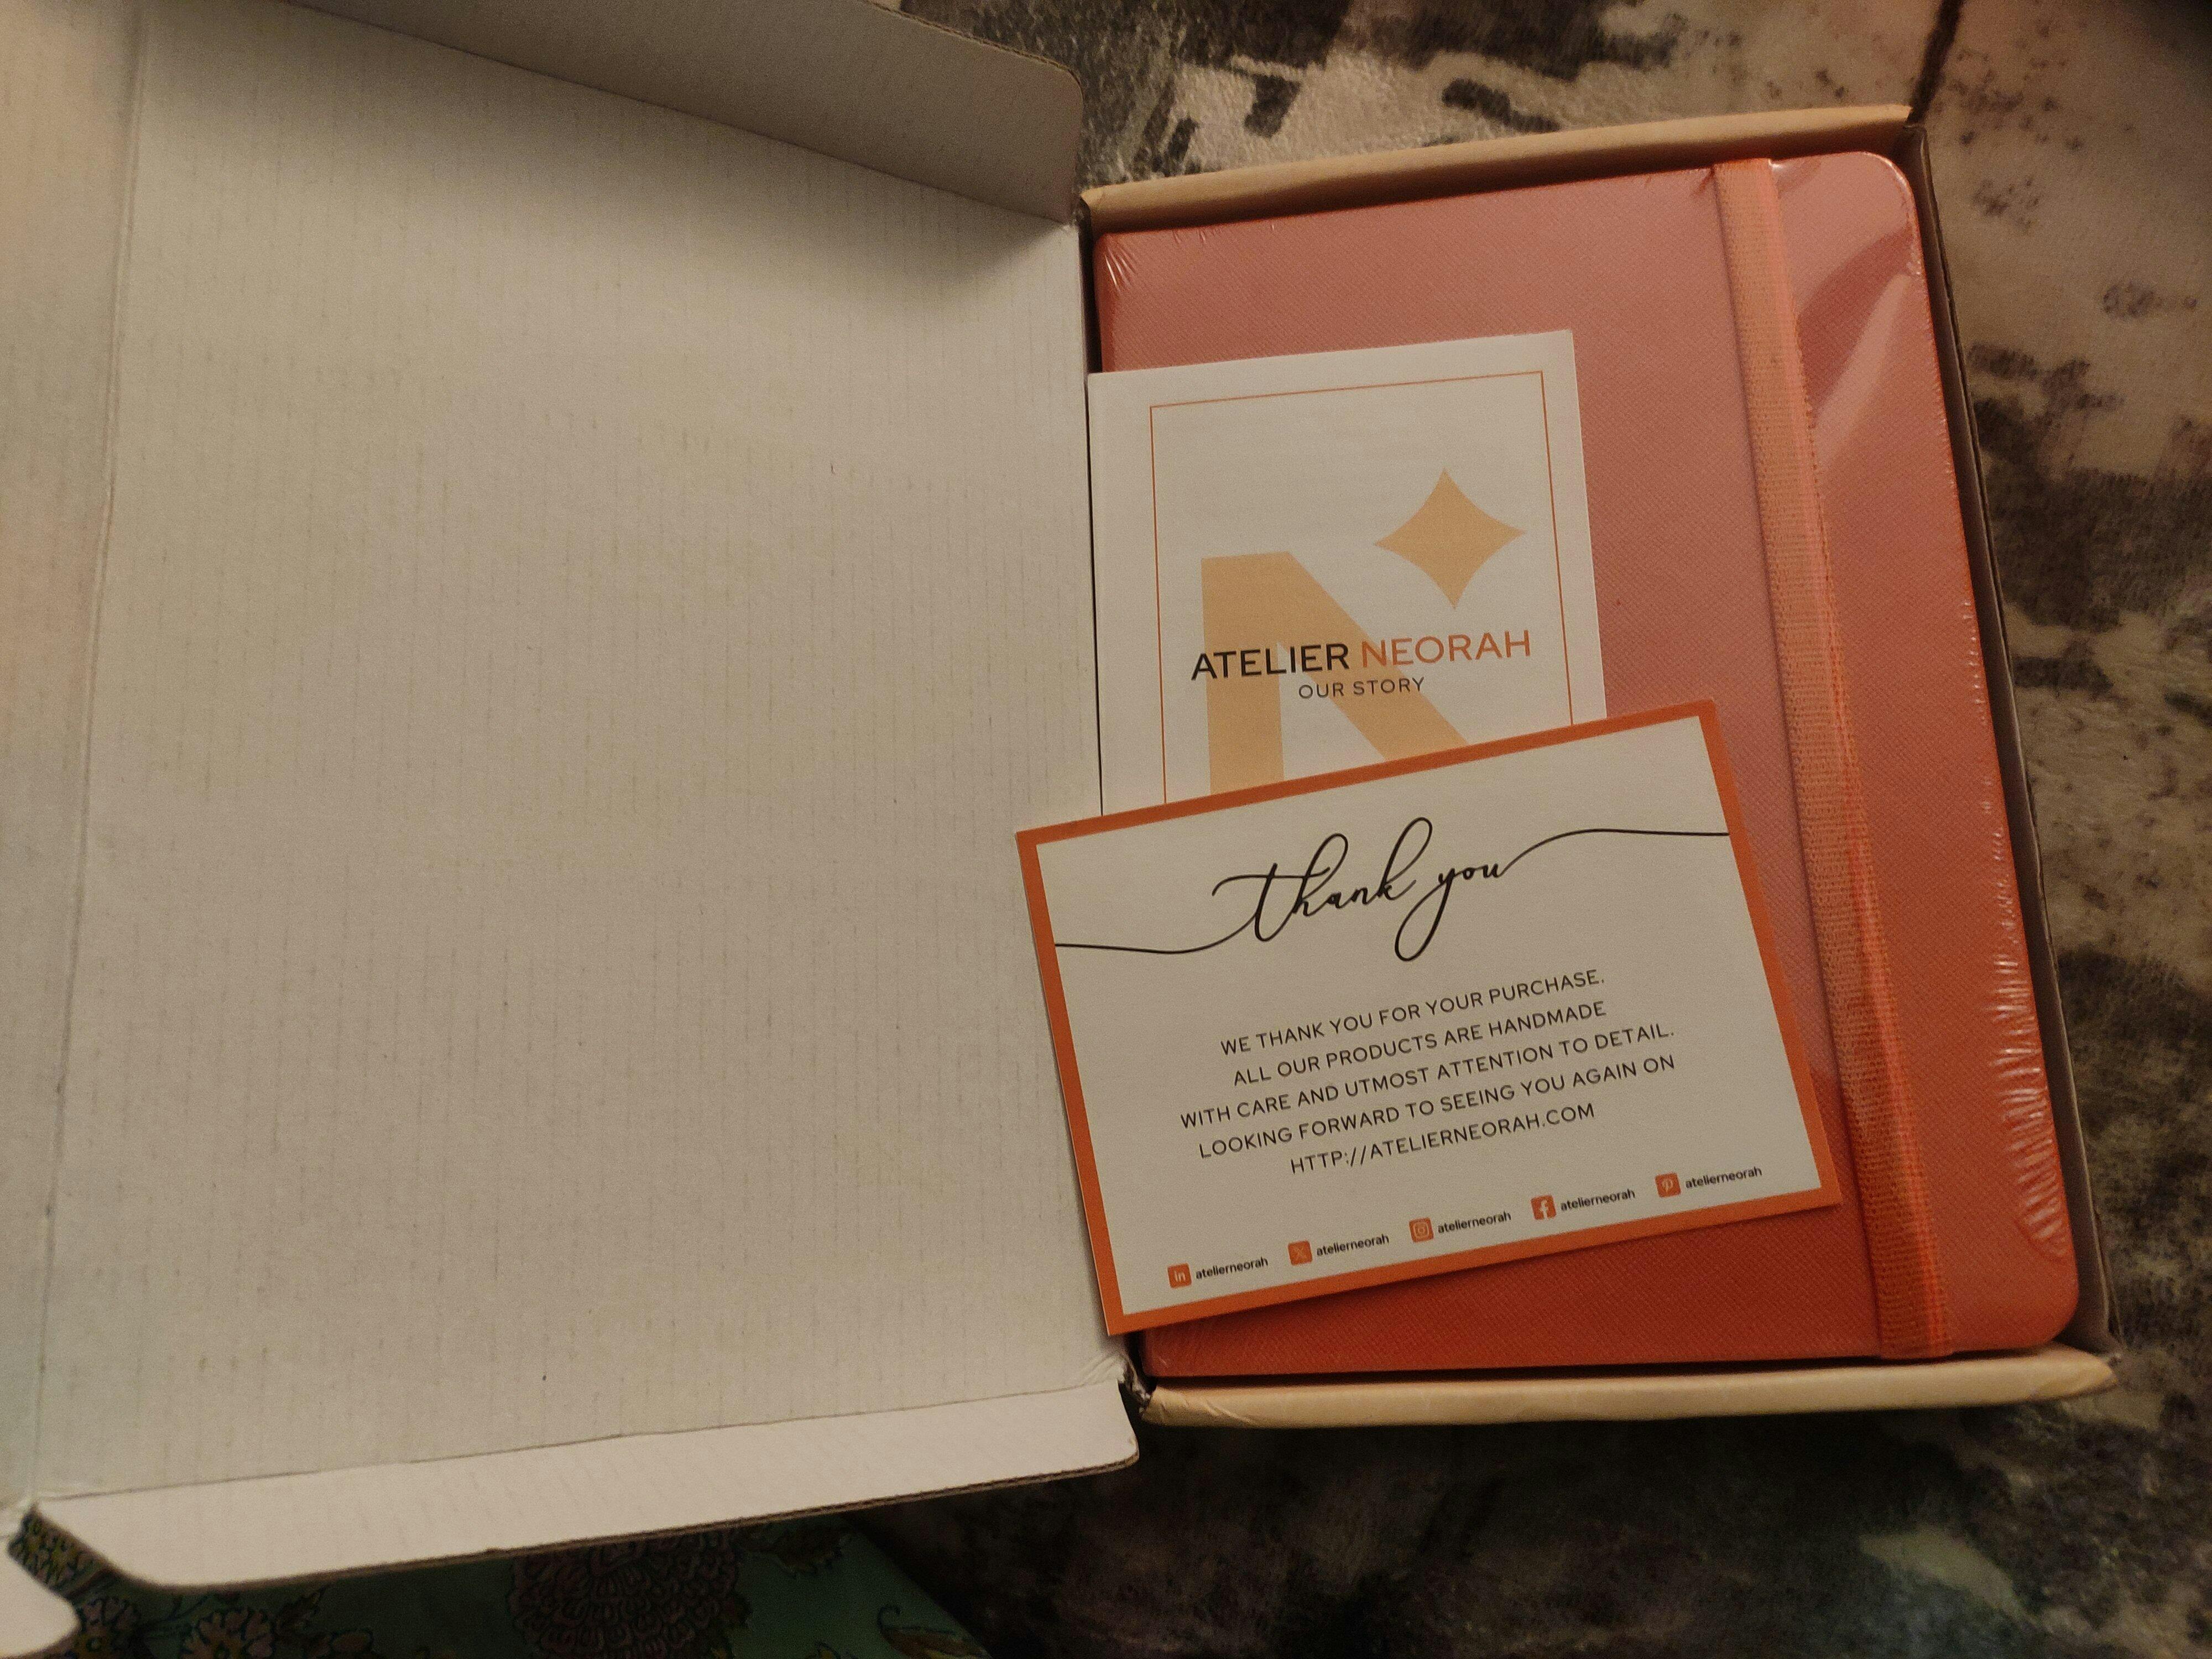 ATELIER NEORAH
OUR STORY
thank you
WE THANK YOU FOR YOUR PURCHASE.
ALL OUR PRODUCTS ARE HANDMADE
WITH CARE AND UTMOST ATTENTION TO DETAIL.
LOOKING FORWARD TO SEEING YOU AGAIN ON
HTTP://ATELIERNEORAH.COM
in atelierneorah X atelierneorah atelierneorah f atelierneorah atelierneorah